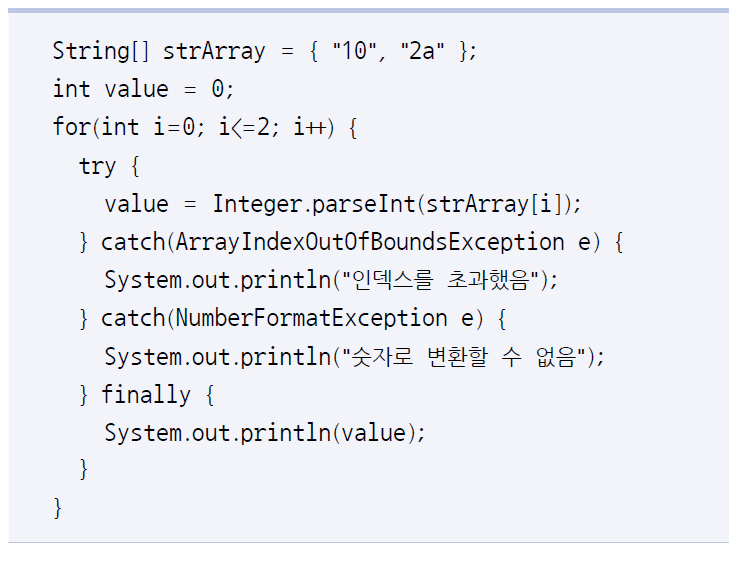 String[] strArray = { "10", "2a" };
int value = 0;
for(int i=0; i<=2; i++) {
try {
value = Integer.parseInt(strArray[i]);
} catch(ArrayIndexOutOfBoundsException e) {
System.out.println("인덱스를 초과했음");
} catch(NumberFormatException e) {
System.out.println("숫자로 변환할 수 없음");
} finally {
System.out.println(value);
}
}